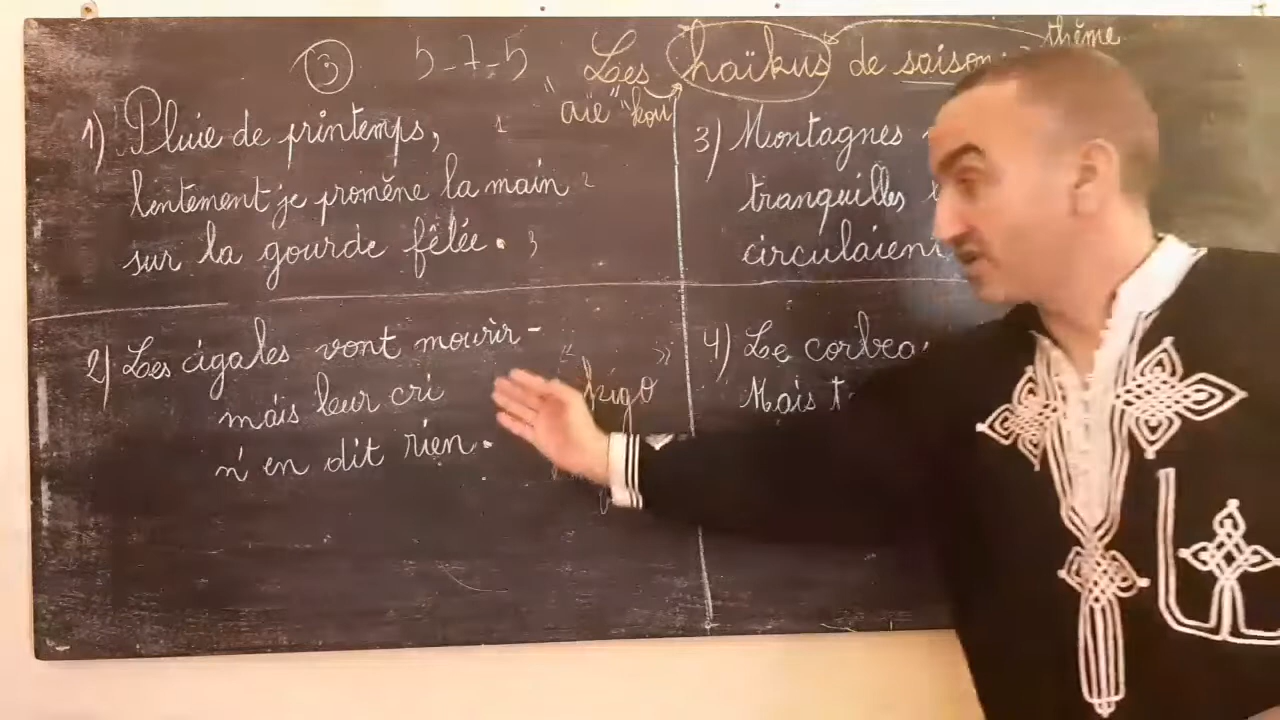 ③ 5-7-5 Les haïkus de saison
thème
"aïe" "kou"
1) Pluie de printemps, 1
lentement je promène la main 2
sur la gourde fêlée. 3
2) Les cigales vont mourir-
mais leur cri
n'en dit rien.
« kigo »
3) Montagnes
tranquilles
circulaient
4) Le corbeau
Mais